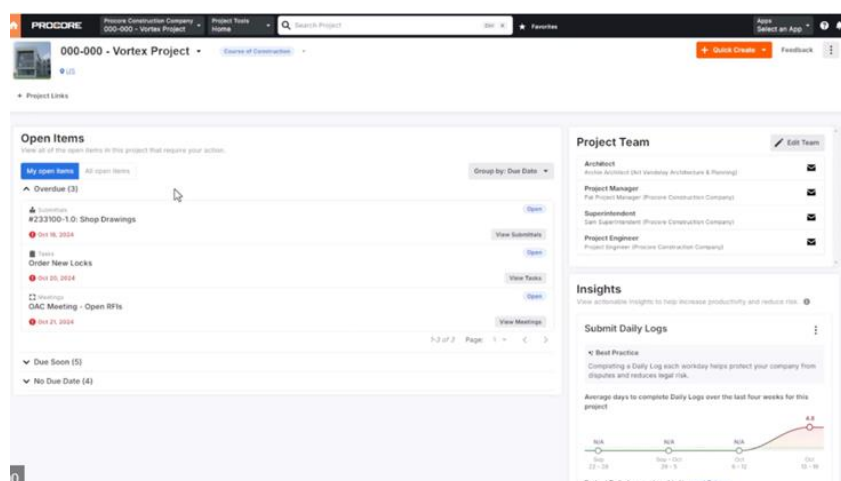 PROCORE
Procore Construction Company
000-000 - Vortex Project
Project Tools
Home
Search Project
Favorites
Apps
Select an App
000-000 - Vortex Project
Course of Construction
US
+ Quick Create
Feedback
+ Project Links
Open Items
View all of the open items in this project that require your action.
My open items
All open items
Group by: Due Date
Overdue (3)
Submittals
Open
#233100-1.0: Shop Drawings
Oct 16, 2024
View Submittals
Tasks
Open
Order New Locks
Oct 20, 2024
View Tasks
Meetings
Open
OAC Meeting - Open RFIs
Oct 21, 2024
View Meetings
1-3 of 3
Page:
1
Due Soon (5)
No Due Date (4)
Project Team
Edit Team
Architect
Archie Architect (Art Vandelay Architecture & Planning)
Project Manager
Pat Project Manager (Procore Construction Company)
Superintendent
Sam Superintendent (Procore Construction Company)
Project Engineer
Project Engineer (Procore Construction Company)
Insights
View actionable insights to help increase productivity and reduce risk.
Submit Daily Logs
Best Practice
Completing a Daily Log each workday helps protect your company from
disputes and reduces legal risk.
Average days to complete Daily Logs over the last four weeks for this
project
4.8
N/A
N/A
N/A
Sep
22 - 28
Sep - Oct
29 - 5
Oct
6 - 12
Oct